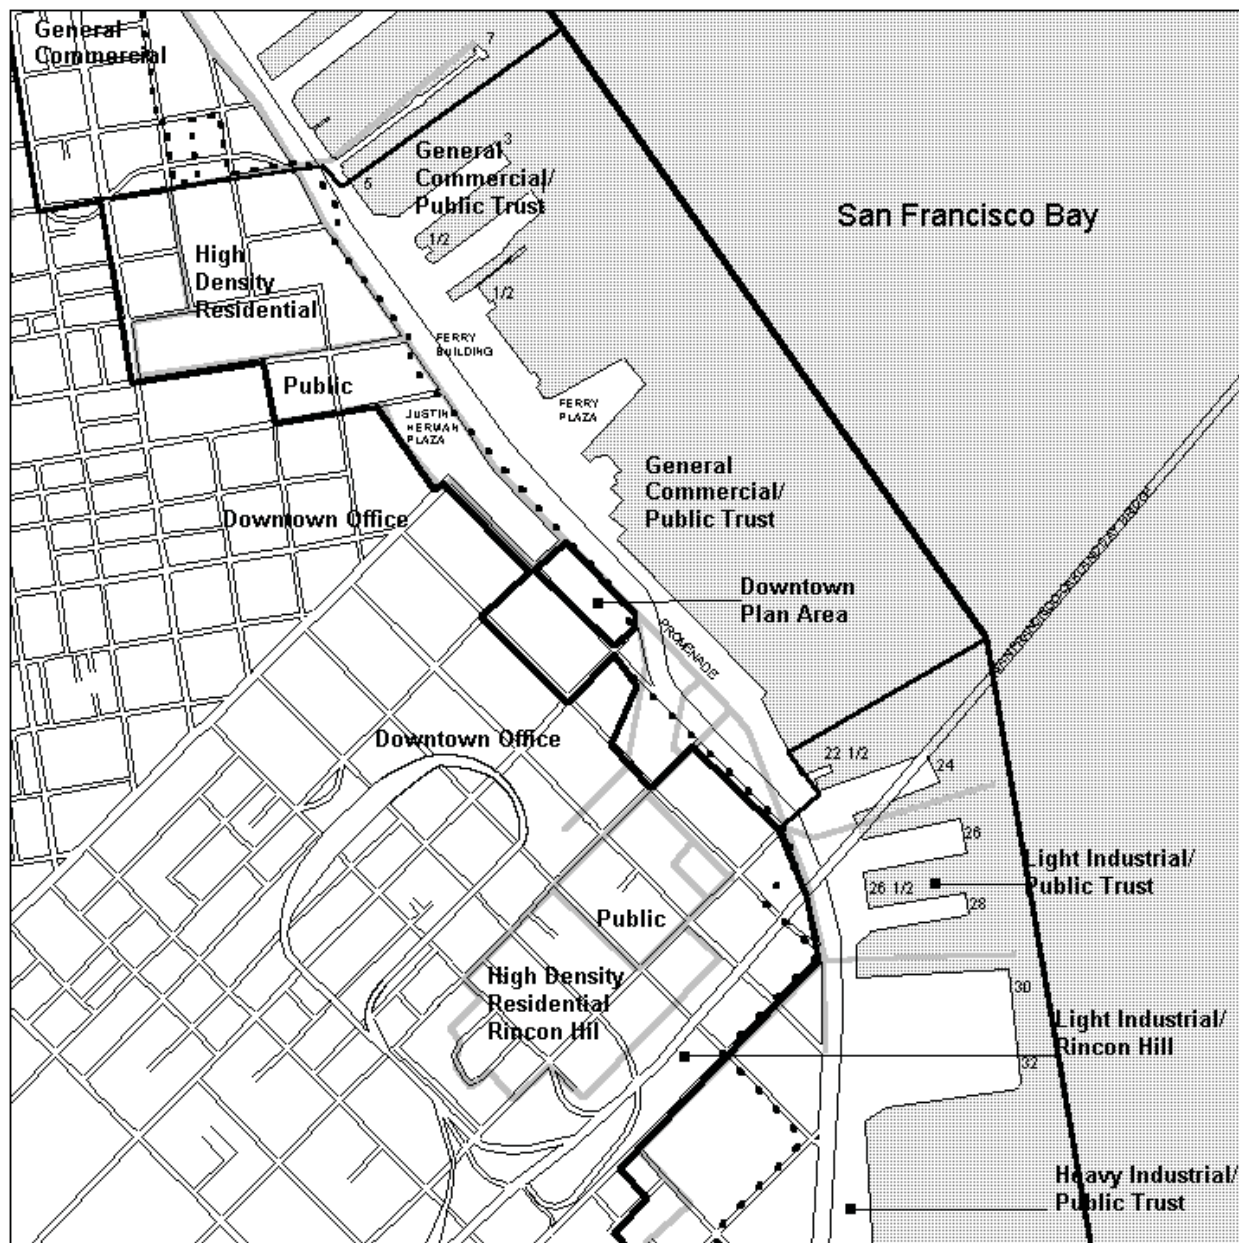 General
Commercial
7
General
Commercial/
Public Trust
3
5
San Francisco Bay
1/2
High
Density
Residential
1/2
FERRY
BUILDING
Public
FERRY
PLAZA
JUSTIN
HERMAN
PLAZA
General
Commercial/
Public Trust
Downtown Office
Downtown
Plan Area
PROMENADE
Downtown Office
22 1/2
24
26
Light Industrial/
Public Trust
26 1/2
28
Public
High Density
Residential
Rincon Hill
30
Light Industrial/
Rincon Hill
32
Heavy Industrial/
Public Trust